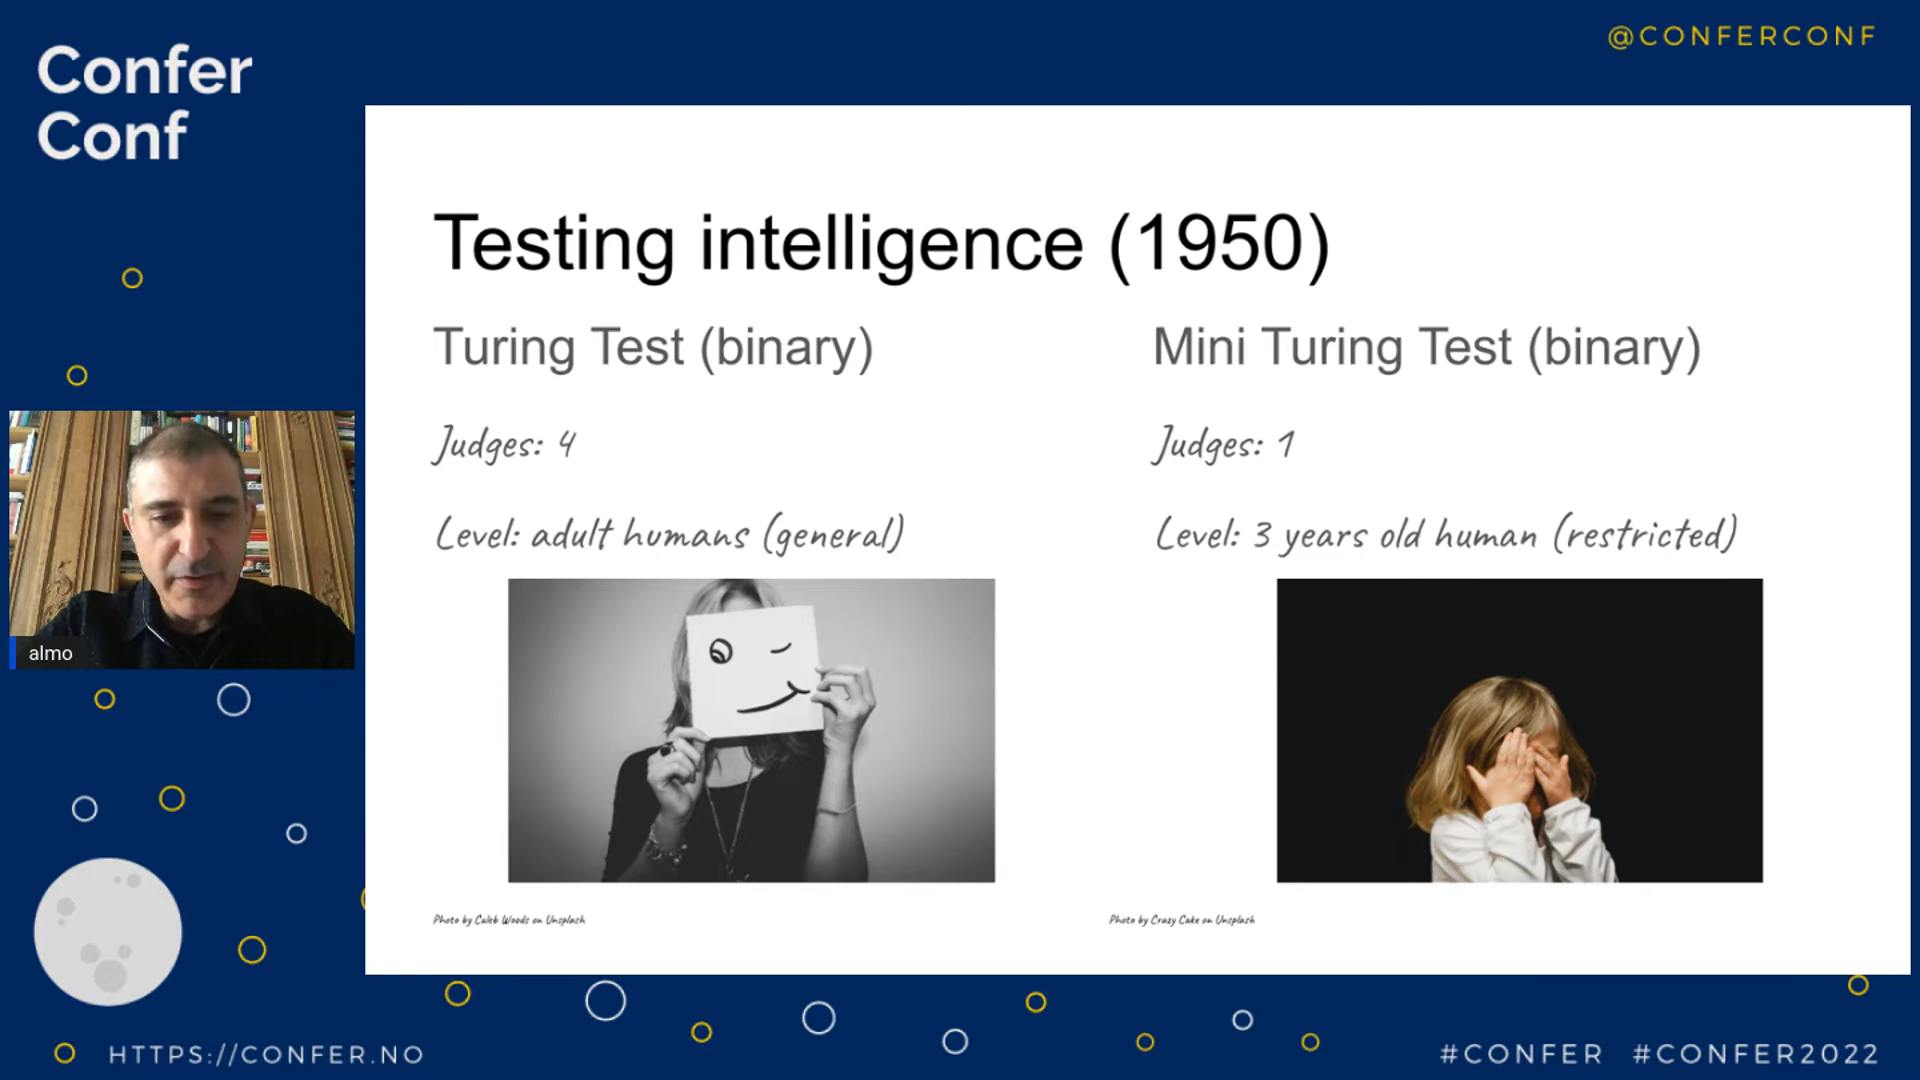 Confer
Conf
@CONFERCONF
Testing intelligence (1950)
Turing Test (binary)
Judges: 4
Level: adult humans (general)
Photo by Caleb Woods on Unsplash
Mini Turing Test (binary)
Judges: 1
Level: 3 years old human (restricted)
Photo by Crazy Cake on Unsplash
almo
HTTPS://CONFER.NO
#CONFER #CONFER2022